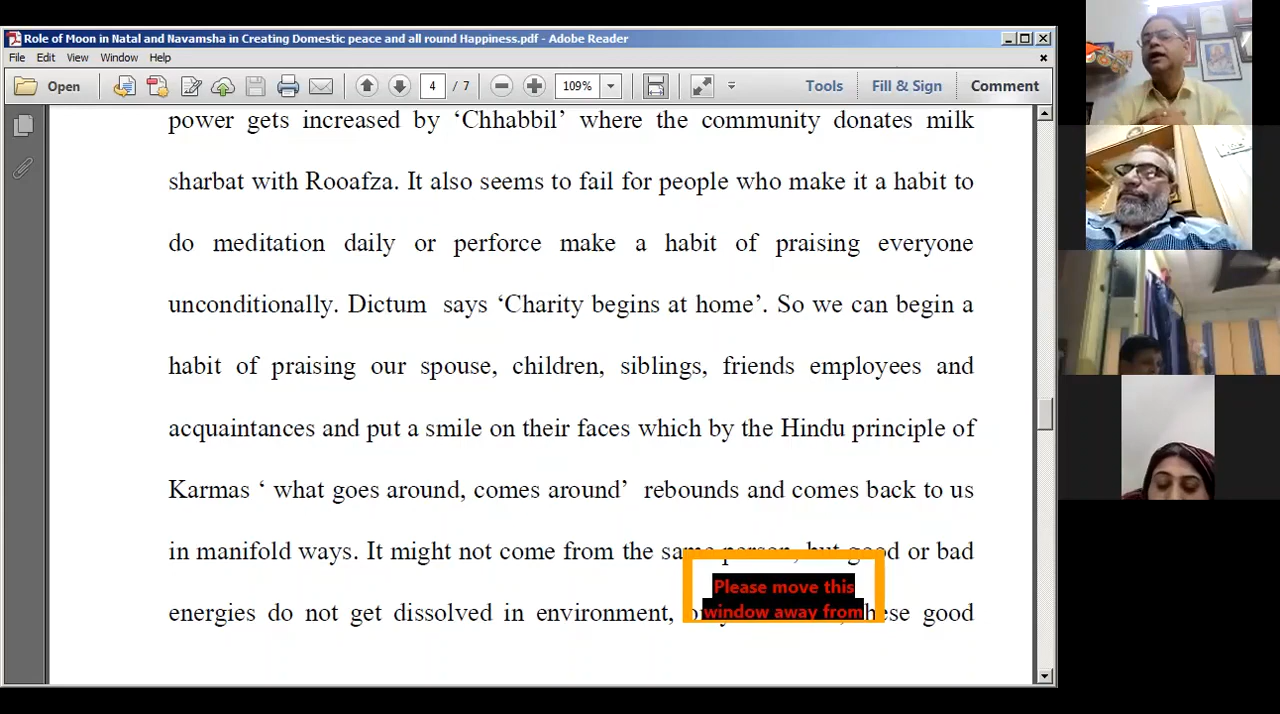 Role of Moon in Natal and Navamsha in Creating Domestic peace and all round Happiness.pdf - Adobe Reader
File Edit View Window Help
Open 4 / 7 109% Tools Fill & Sign Comment
power gets increased by ‘Chhabbil’ where the community donates milk
sharbat with Rooafza. It also seems to fail for people who make it a habit to
do meditation daily or perforce make a habit of praising everyone
unconditionally. Dictum says ‘Charity begins at home’. So we can begin a
habit of praising our spouse, children, siblings, friends employees and
acquaintances and put a smile on their faces which by the Hindu principle of
Karmas ‘ what goes around, comes around’ rebounds and comes back to us
in manifold ways. It might not come from the same person, but good or bad
Please move this
energies do not get dissolved in environment, these good
window away from